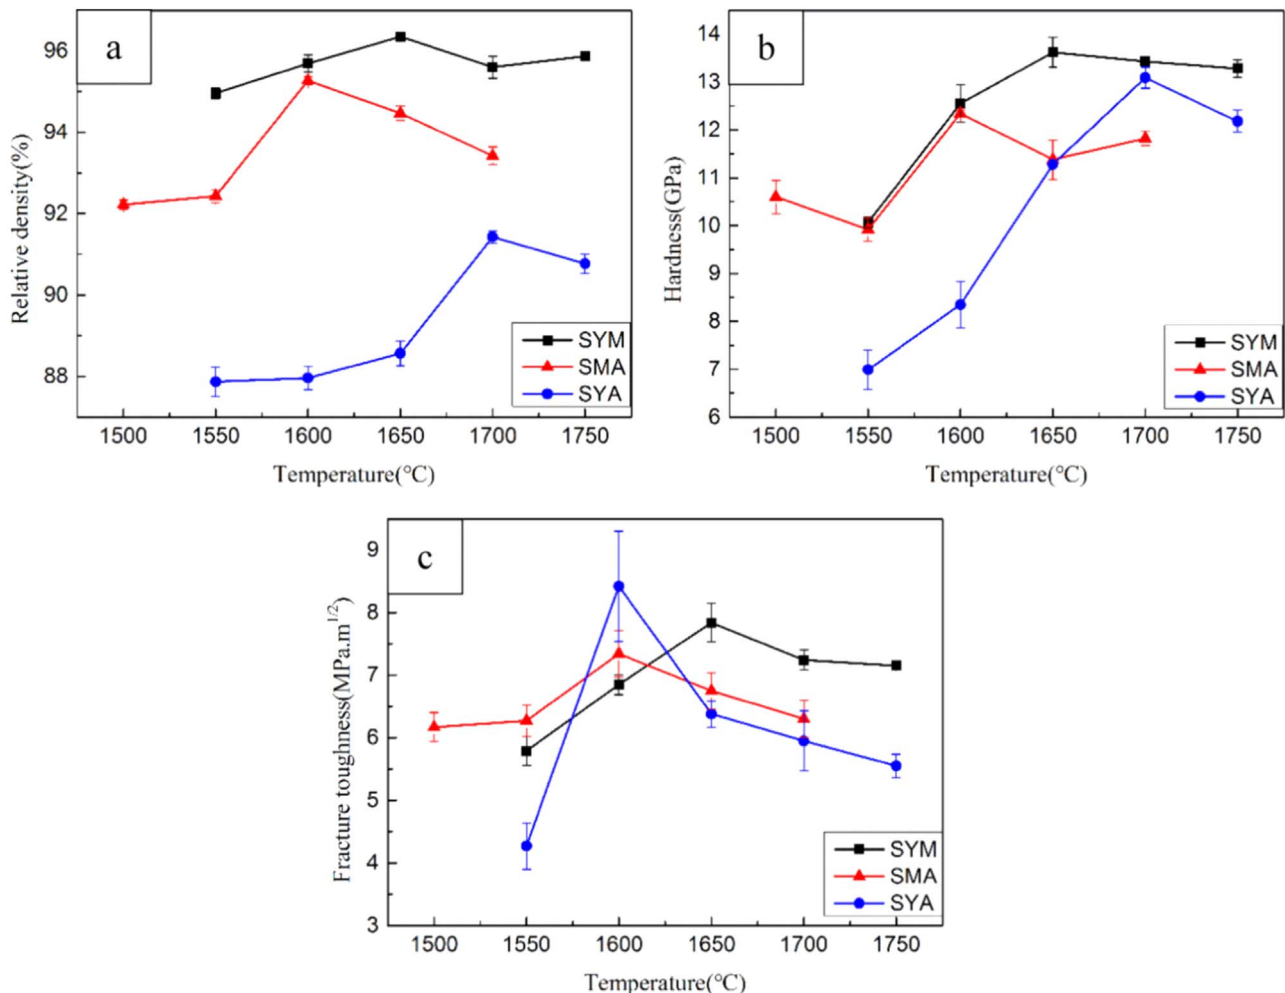 a
Relative density(%)
96
94
92
90
88
1500 1550 1600 1650 1700 1750
Temperature(°C)
SYM
SMA
SYA
b
Hardness(GPa)
14
13
12
11
10
9
8
7
6
1500 1550 1600 1650 1700 1750
Temperature(°C)
SYM
SMA
SYA
c
Fracture toughness(MPa.m1/2)
9
8
7
6
5
4
3
1500 1550 1600 1650 1700 1750
Temperature(°C)
SYM
SMA
SYA